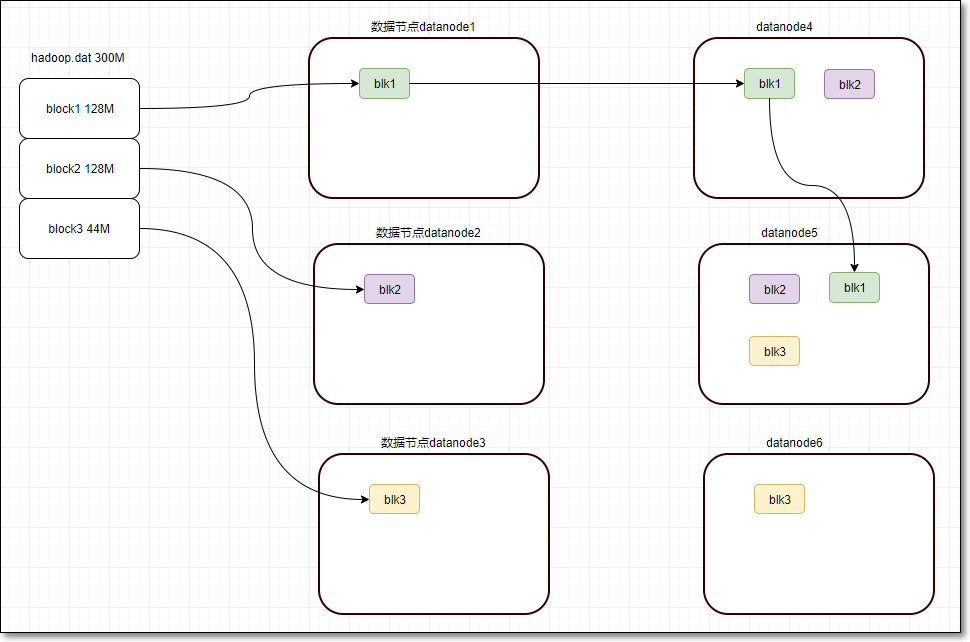 hadoop.dat 300M
block1 128M
block2 128M
block3 44M
数据节点datanode1
blk1
datanode4
blk1
blk2
数据节点datanode2
blk2
datanode5
blk2
blk1
blk3
数据节点datanode3
blk3
datanode6
blk3